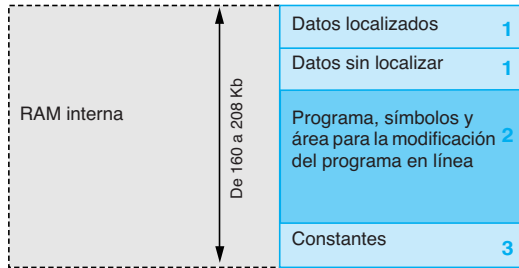 Datos localizados 1
Datos sin localizar 1
RAM interna
De 160 a 208 Kb
Programa, símbolos y
área para la modificación 2
del programa en línea
Constantes 3